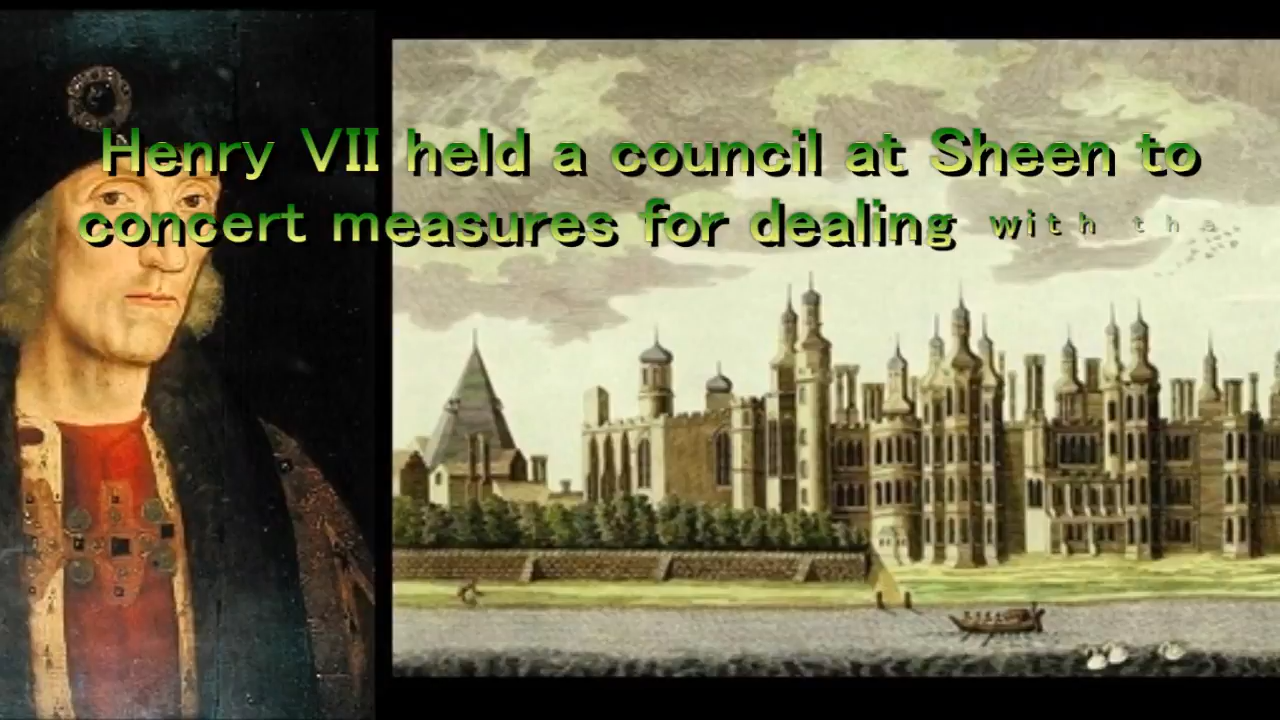 Henry VII held a council at Sheen to
concert measures for dealing with the